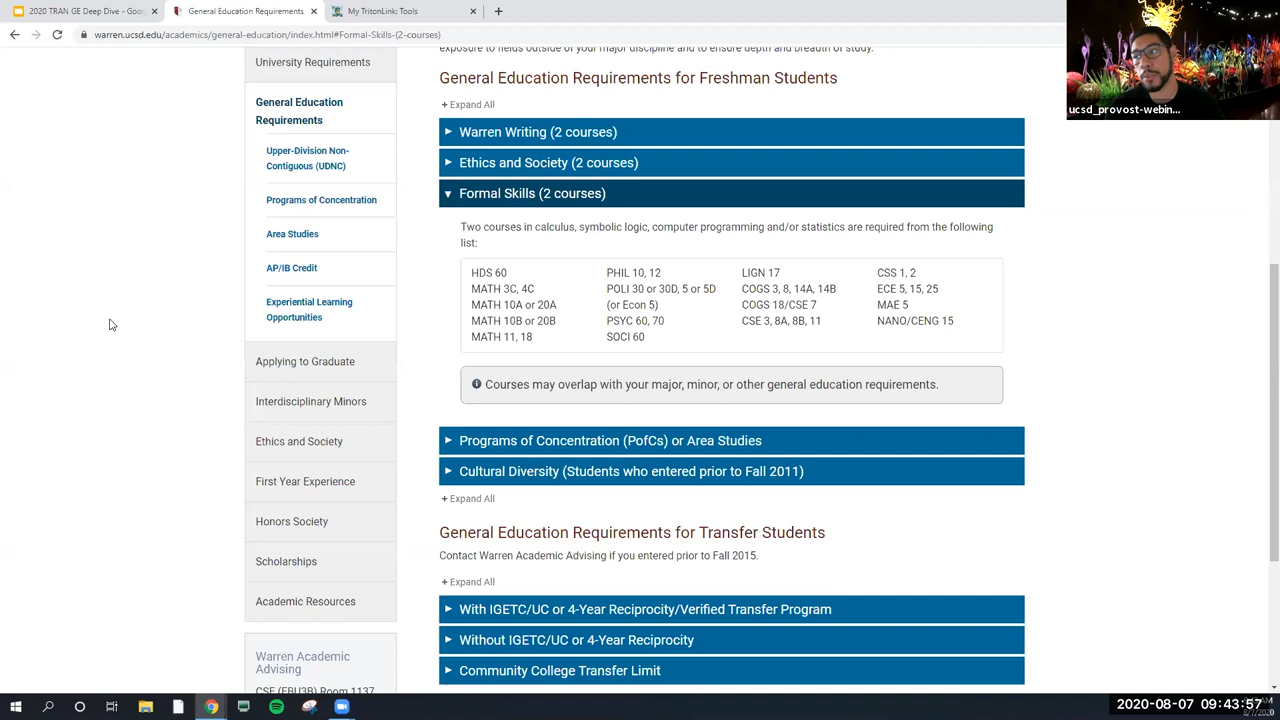 2020 TRAN GE Deep Dive - Goog
General Education Requirements
My TritonLink: Tools
warren.ucsd.edu/academics/general-education/index.html#Formal-Skills-(2-courses)
ucsd_provost-webin...
exposure to fields outside of your major discipline and to ensure depth and breadth of study.
University Requirements
General Education
Requirements
Upper-Division Non-
Contiguous (UDNC)
Programs of Concentration
Area Studies
AP/IB Credit
Experiential Learning
Opportunities
Applying to Graduate
Interdisciplinary Minors
Ethics and Society
First Year Experience
Honors Society
Scholarships
Academic Resources
Warren Academic
Advising
CSE (EBU3B) Room 1137
General Education Requirements for Freshman Students
+ Expand All
Warren Writing (2 courses)
Ethics and Society (2 courses)
Formal Skills (2 courses)
Two courses in calculus, symbolic logic, computer programming and/or statistics are required from the following
list:
HDS 60
MATH 3C, 4C
MATH 10A or 20A
MATH 10B or 20B
MATH 11, 18
PHIL 10, 12
POLI 30 or 30D, 5 or 5D
(or Econ 5)
PSYC 60, 70
SOCI 60
LIGN 17
COGS 3, 8, 14A, 14B
COGS 18/CSE 7
CSE 3, 8A, 8B, 11
CSS 1, 2
ECE 5, 15, 25
MAE 5
NANO/CENG 15
Courses may overlap with your major, minor, or other general education requirements.
Programs of Concentration (PofCs) or Area Studies
Cultural Diversity (Students who entered prior to Fall 2011)
+ Expand All
General Education Requirements for Transfer Students
Contact Warren Academic Advising if you entered prior to Fall 2015.
+ Expand All
With IGETC/UC or 4-Year Reciprocity/Verified Transfer Program
Without IGETC/UC or 4-Year Reciprocity
Community College Transfer Limit
2020-08-07 09:43:57